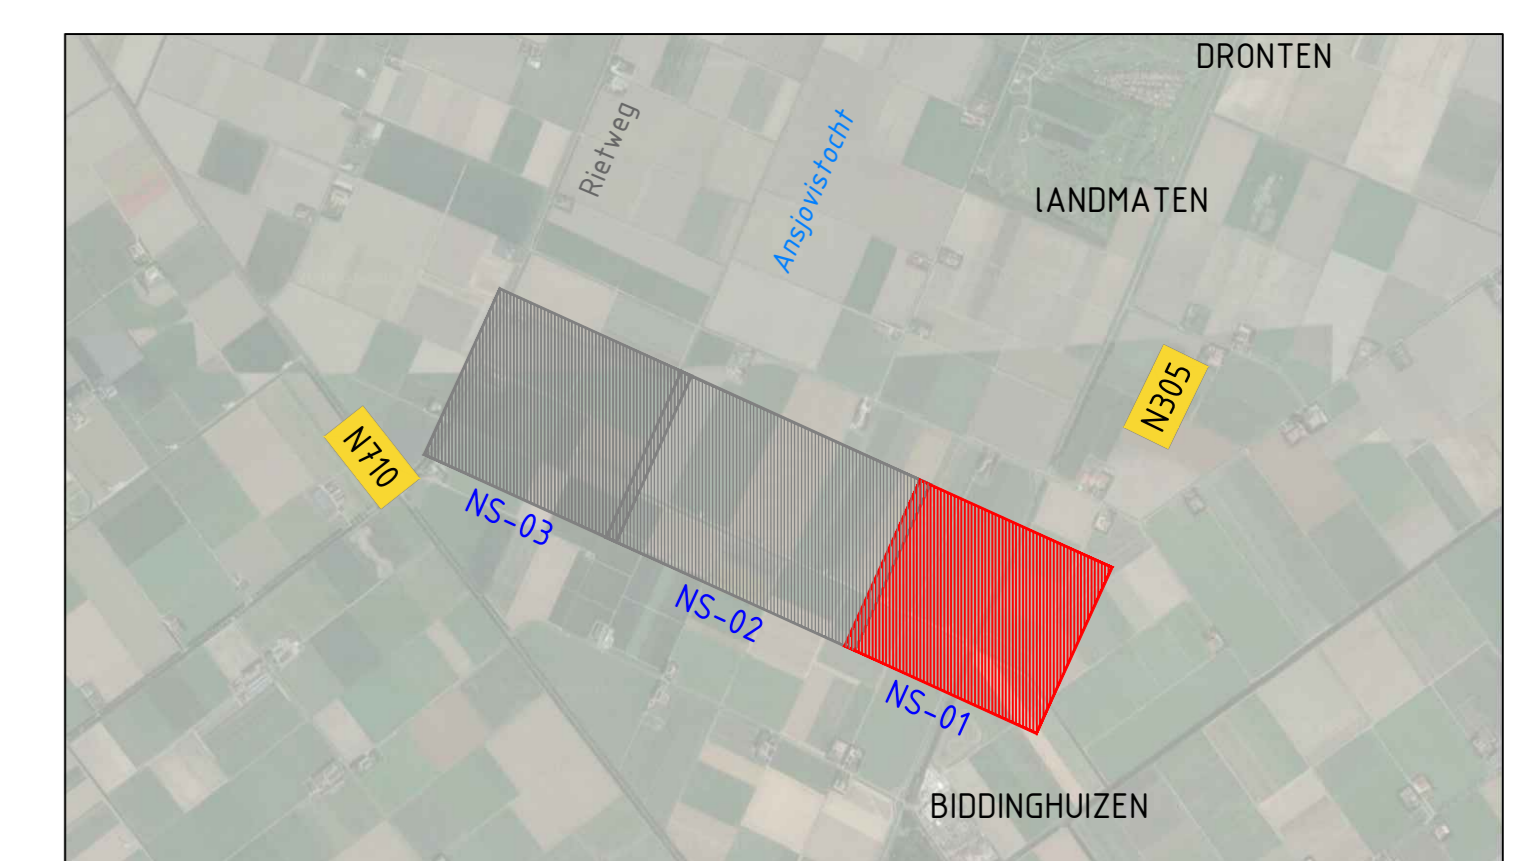 DRONTEN
Rietweg
Ansjovistocht
lANDMATEN
N305
N710
NS-03
NS-02
NS-01
BIDDINGHUIZEN